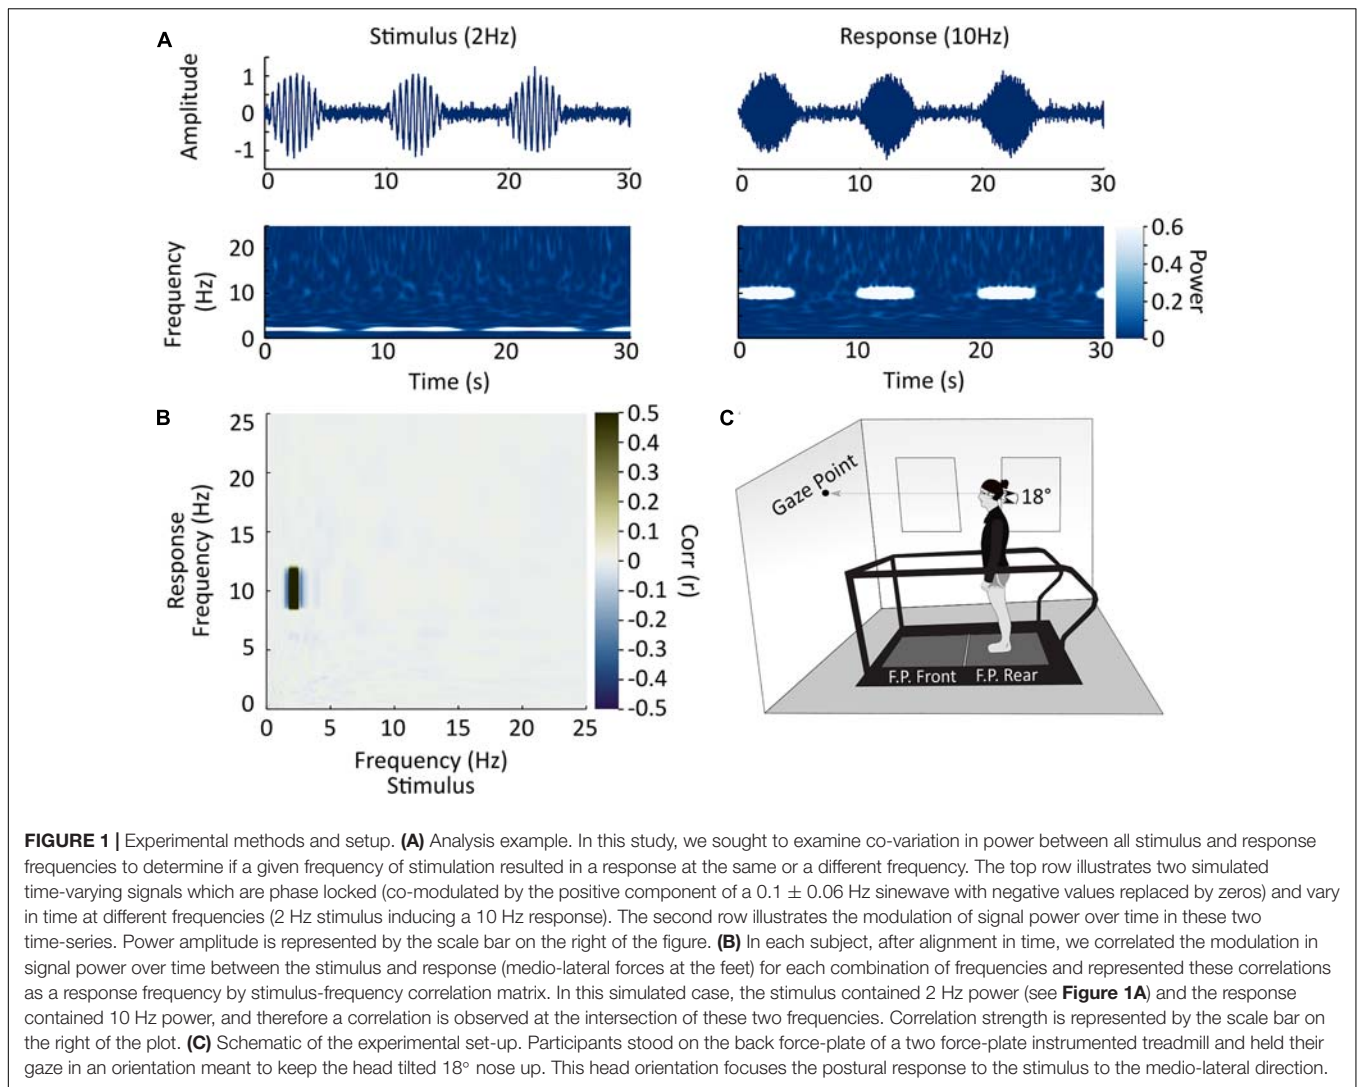 A
Stimulus (2Hz)
Response (10Hz)
Amplitude
1
0
-1
0 10 20 30
0 10 20 30
Frequency
(Hz)
20
10
0
0 10 20 30
Time (s)
0 10 20 30
Time (s)
0.6
0.4
0.2
0
Power
B
Response
Frequency (Hz)
25
20
15
10
5
0
0 5 10 15 20 25
Frequency (Hz)
Stimulus
0.5
0.4
0.3
0.2
0.1
0
-0.1
-0.2
-0.3
-0.4
-0.5
Corr (r)
C
Gaze Point
18°
F.P. Front F.P. Rear
FIGURE 1 | Experimental methods and setup. (A) Analysis example. In this study, we sought to examine co-variation in power between all stimulus and response
frequencies to determine if a given frequency of stimulation resulted in a response at the same or a different frequency. The top row illustrates two simulated
time-varying signals which are phase locked (co-modulated by the positive component of a 0.1 ± 0.06 Hz sinewave with negative values replaced by zeros) and vary
in time at different frequencies (2 Hz stimulus inducing a 10 Hz response). The second row illustrates the modulation of signal power over time in these two
time-series. Power amplitude is represented by the scale bar on the right of the figure. (B) In each subject, after alignment in time, we correlated the modulation in
signal power over time between the stimulus and response (medio-lateral forces at the feet) for each combination of frequencies and represented these correlations
as a response frequency by stimulus-frequency correlation matrix. In this simulated case, the stimulus contained 2 Hz power (see Figure 1A) and the response
contained 10 Hz power, and therefore a correlation is observed at the intersection of these two frequencies. Correlation strength is represented by the scale bar on
the right of the plot. (C) Schematic of the experimental set-up. Participants stood on the back force-plate of a two force-plate instrumented treadmill and held their
gaze in an orientation meant to keep the head tilted 18° nose up. This head orientation focuses the postural response to the stimulus to the medio-lateral direction.